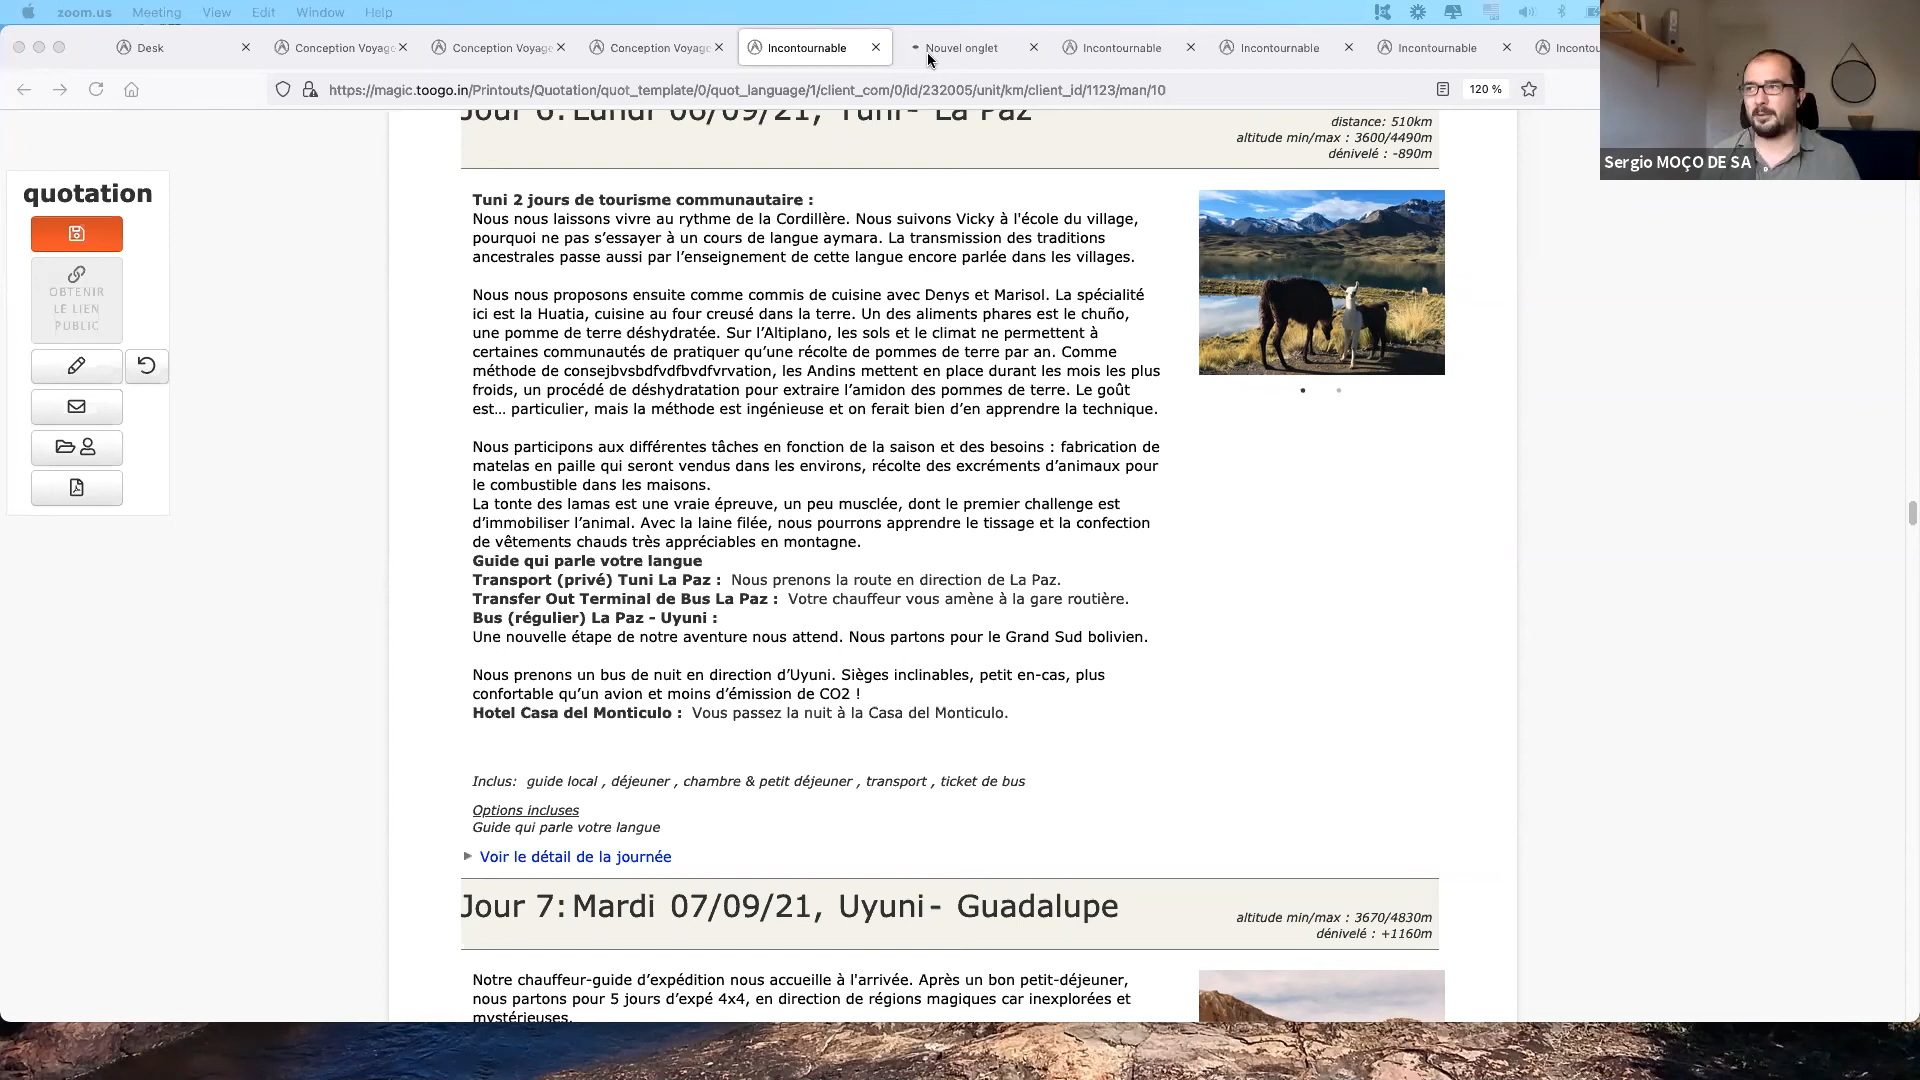 zoom.us Meeting View Edit Window Help
Desk Conception Voyage Conception Voyage Conception Voyage Incontournable Nouvel onglet Incontournable Incontournable Incontournable
https://magic.toogo.in/Printouts/Quotation/quot_template/0/quot_language/1/client_com/0/id/232005/unit/km/client_id/1123/man/10
120 %
Sergio MOÇO DE SA
quotation
OBTENIR
LE LIEN
PUBLIC
Jour 6: Lundi 06/09/21, Tuni - La Paz
distance: 510km
altitude min/max : 3600/4490m
dénivelé : -890m
Tuni 2 jours de tourisme communautaire :
Nous nous laissons vivre au rythme de la Cordillère. Nous suivons Vicky à l'école du village,
pourquoi ne pas s’essayer à un cours de langue aymara. La transmission des traditions
ancestrales passe aussi par l’enseignement de cette langue encore parlée dans les villages.
Nous nous proposons ensuite comme commis de cuisine avec Denys et Marisol. La spécialité
ici est la Huatia, cuisine au four creusé dans la terre. Un des aliments phares est le chuño,
une pomme de terre déshydratée. Sur l’Altiplano, les sols et le climat ne permettent à
certaines communautés de pratiquer qu’une récolte de pommes de terre par an. Comme
méthode de consejbvsbdfvdfbvdfvrvation, les Andins mettent en place durant les mois les plus
froids, un procédé de déshydratation pour extraire l’amidon des pommes de terre. Le goût
est… particulier, mais la méthode est ingénieuse et on ferait bien d’en apprendre la technique.
Nous participons aux différentes tâches en fonction de la saison et des besoins : fabrication de
matelas en paille qui seront vendus dans les environs, récolte des excréments d’animaux pour
le combustible dans les maisons.
La tonte des lamas est une vraie épreuve, un peu musclée, dont le premier challenge est
d’immobiliser l’animal. Avec la laine filée, nous pourrons apprendre le tissage et la confection
de vêtements chauds très appréciables en montagne.
Guide qui parle votre langue
Transport (privé) Tuni La Paz : Nous prenons la route en direction de La Paz.
Transfer Out Terminal de Bus La Paz : Votre chauffeur vous amène à la gare routière.
Bus (régulier) La Paz - Uyuni :
Une nouvelle étape de notre aventure nous attend. Nous partons pour le Grand Sud bolivien.
Nous prenons un bus de nuit en direction d’Uyuni. Sièges inclinables, petit en-cas, plus
confortable qu’un avion et moins d’émission de CO2 !
Hotel Casa del Monticulo : Vous passez la nuit à la Casa del Monticulo.
Inclus: guide local , déjeuner , chambre & petit déjeuner , transport , ticket de bus
Options incluses
Guide qui parle votre langue
Voir le détail de la journée
Jour 7: Mardi 07/09/21, Uyuni - Guadalupe
altitude min/max : 3670/4830m
dénivelé : +1160m
Notre chauffeur-guide d’expédition nous accueille à l'arrivée. Après un bon petit-déjeuner,
nous partons pour 5 jours d’expé 4x4, en direction de régions magiques car inexplorées et
mystérieuses.